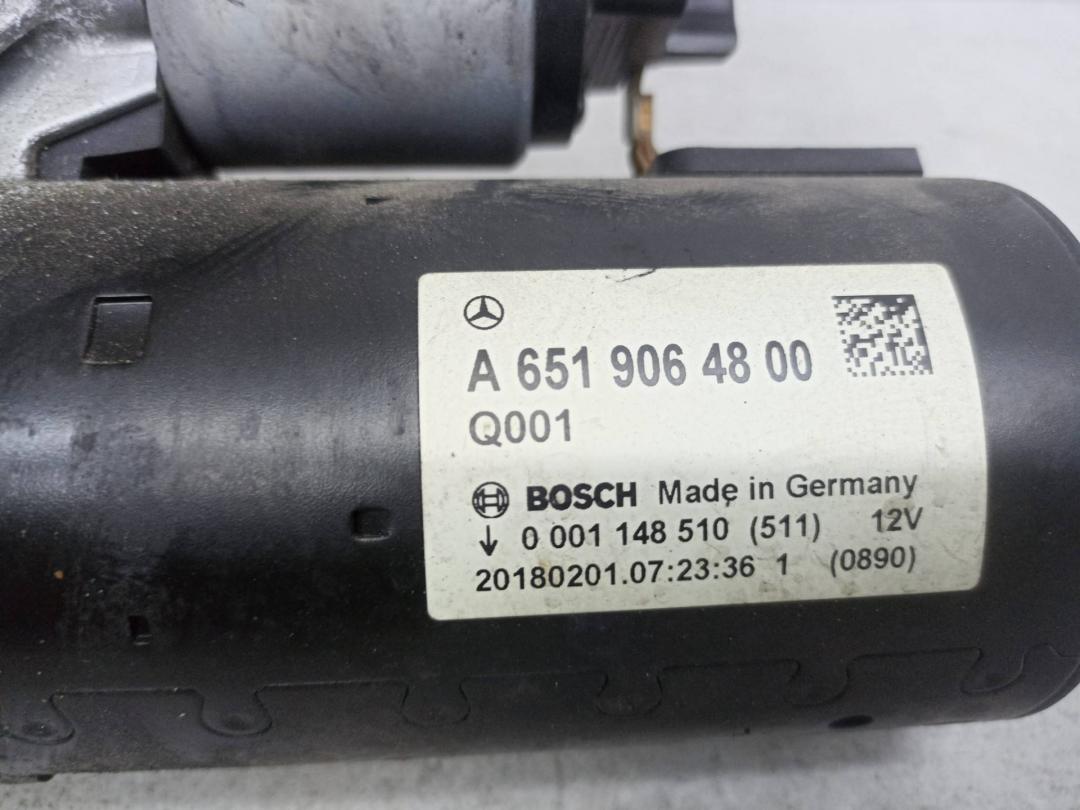 A 651 906 48 00
Q001
BOSCH Made in Germany
↓ 0 001 148 510 (511) 12V
20180201.07:23:36 1 (0890)